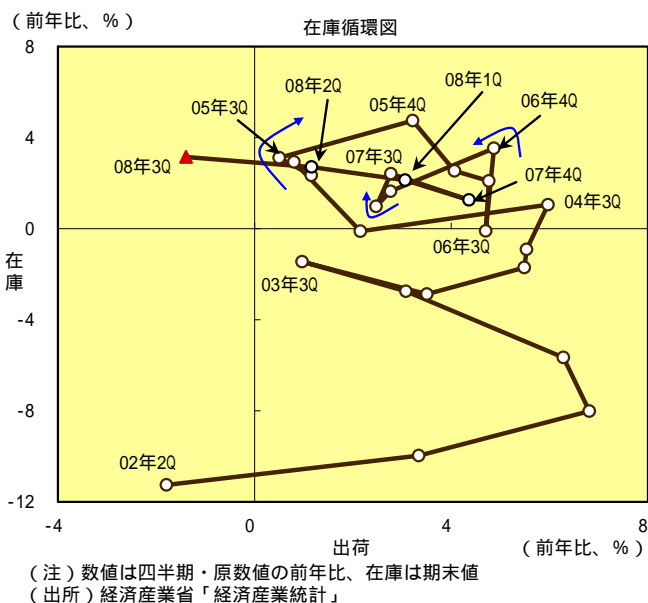 （前年比、％）
在庫循環図
8
4
0
-4
-8
-12
在庫
05年3Q
08年2Q
05年4Q
08年1Q
06年4Q
07年3Q
08年3Q
07年4Q
04年3Q
06年3Q
03年3Q
02年2Q
-4
0
4
8
出荷
（前年比、％）
（注）数値は四半期・原数値の前年比、在庫は期末値
（出所）経済産業省「経済産業統計」